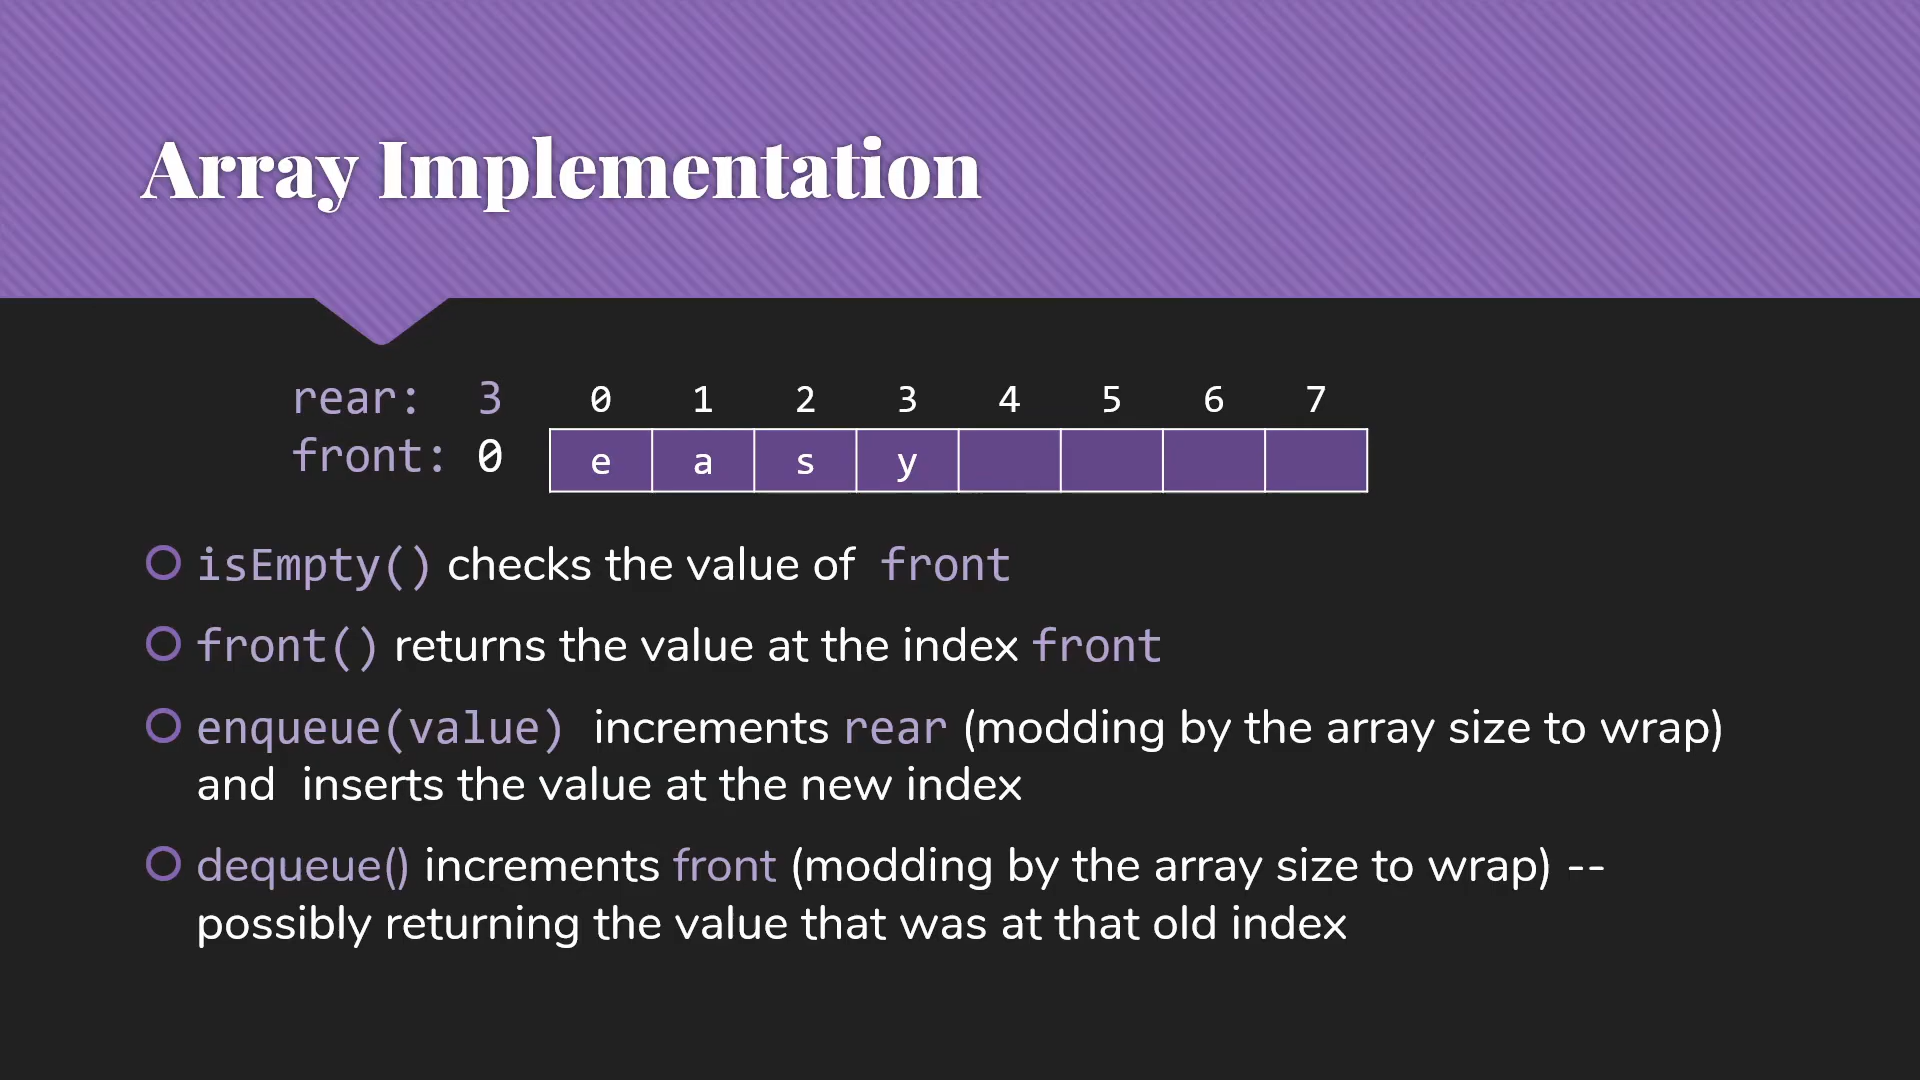 Array Implementation
rear: 3 0 1 2 3 4 5 6 7
front: 0 e a s y
isEmpty() checks the value of front
front() returns the value at the index front
enqueue(value) increments rear (modding by the array size to wrap)
and inserts the value at the new index
dequeue() increments front (modding by the array size to wrap) --
possibly returning the value that was at that old index